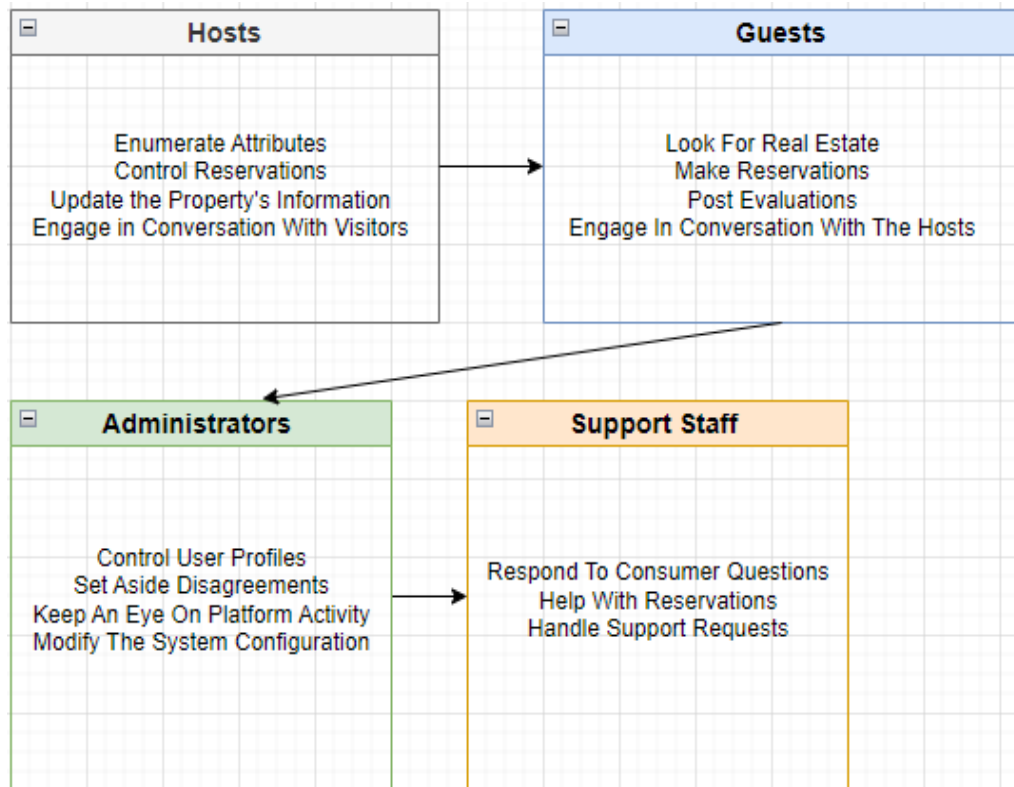 Hosts
Enumerate Attributes
Control Reservations
Update the Property's Information
Engage in Conversation With Visitors
Guests
Look For Real Estate
Make Reservations
Post Evaluations
Engage In Conversation With The Hosts
Administrators
Control User Profiles
Set Aside Disagreements
Keep An Eye On Platform Activity
Modify The System Configuration
Support Staff
Respond To Consumer Questions
Help With Reservations
Handle Support Requests